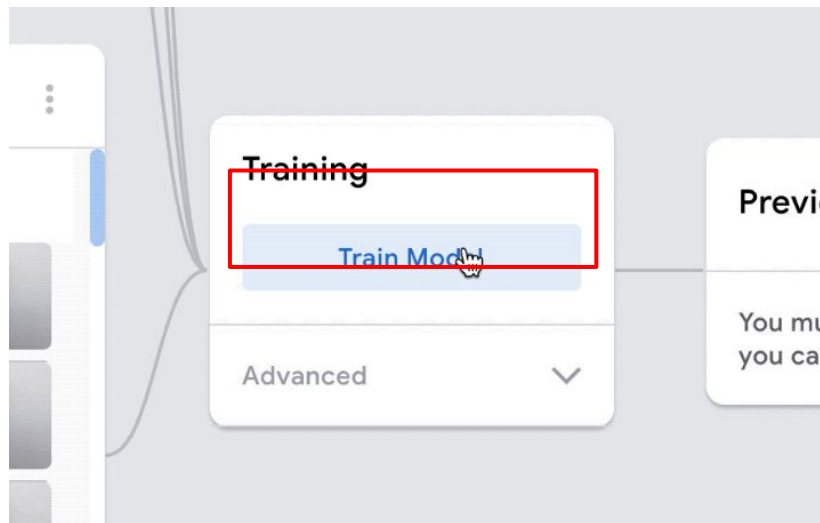 Training
Train Model
Advanced
Previ
You mu
you ca